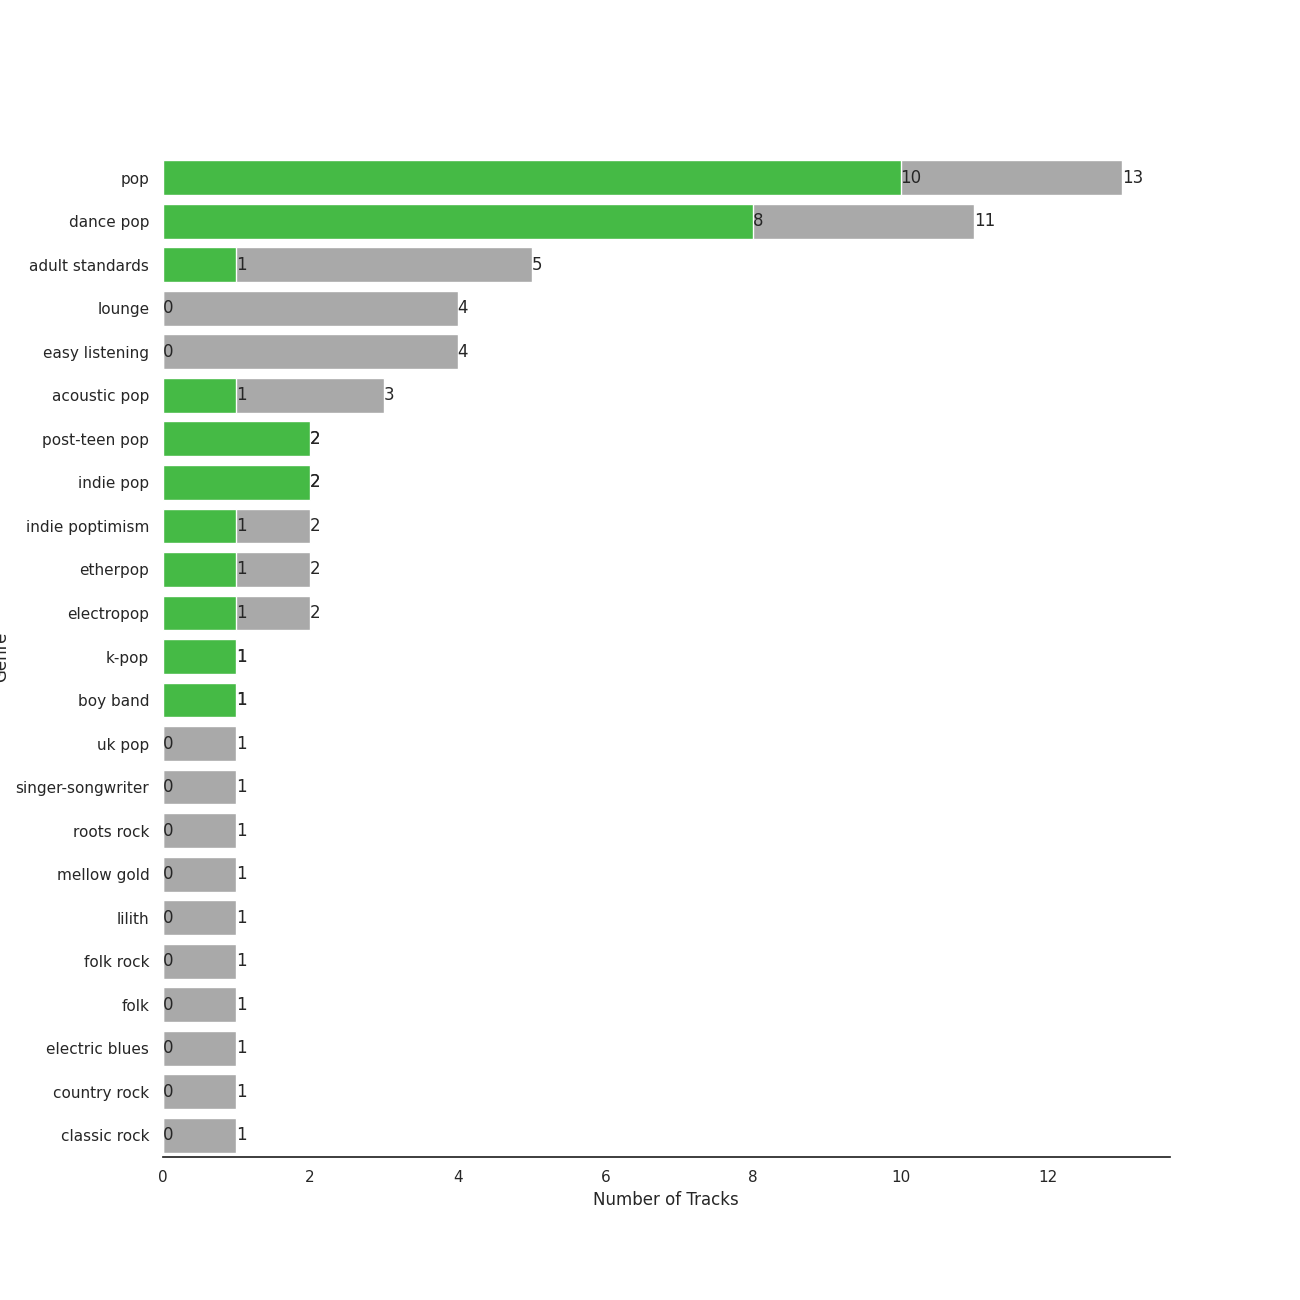 pop 10 13
dance pop 8 11
adult standards 1 5
lounge 0 4
easy listening 0 4
acoustic pop 1 3
post-teen pop 2
indie pop 2
indie poptimism 1 2
etherpop 1 2
electropop 1 2
k-pop 1
boy band 1
uk pop 0 1
singer-songwriter 0 1
roots rock 0 1
mellow gold 0 1
lilith 0 1
folk rock 0 1
folk 0 1
electric blues 0 1
country rock 0 1
classic rock 0 1
0 2 4 6 8 10 12
Number of Tracks
Genre